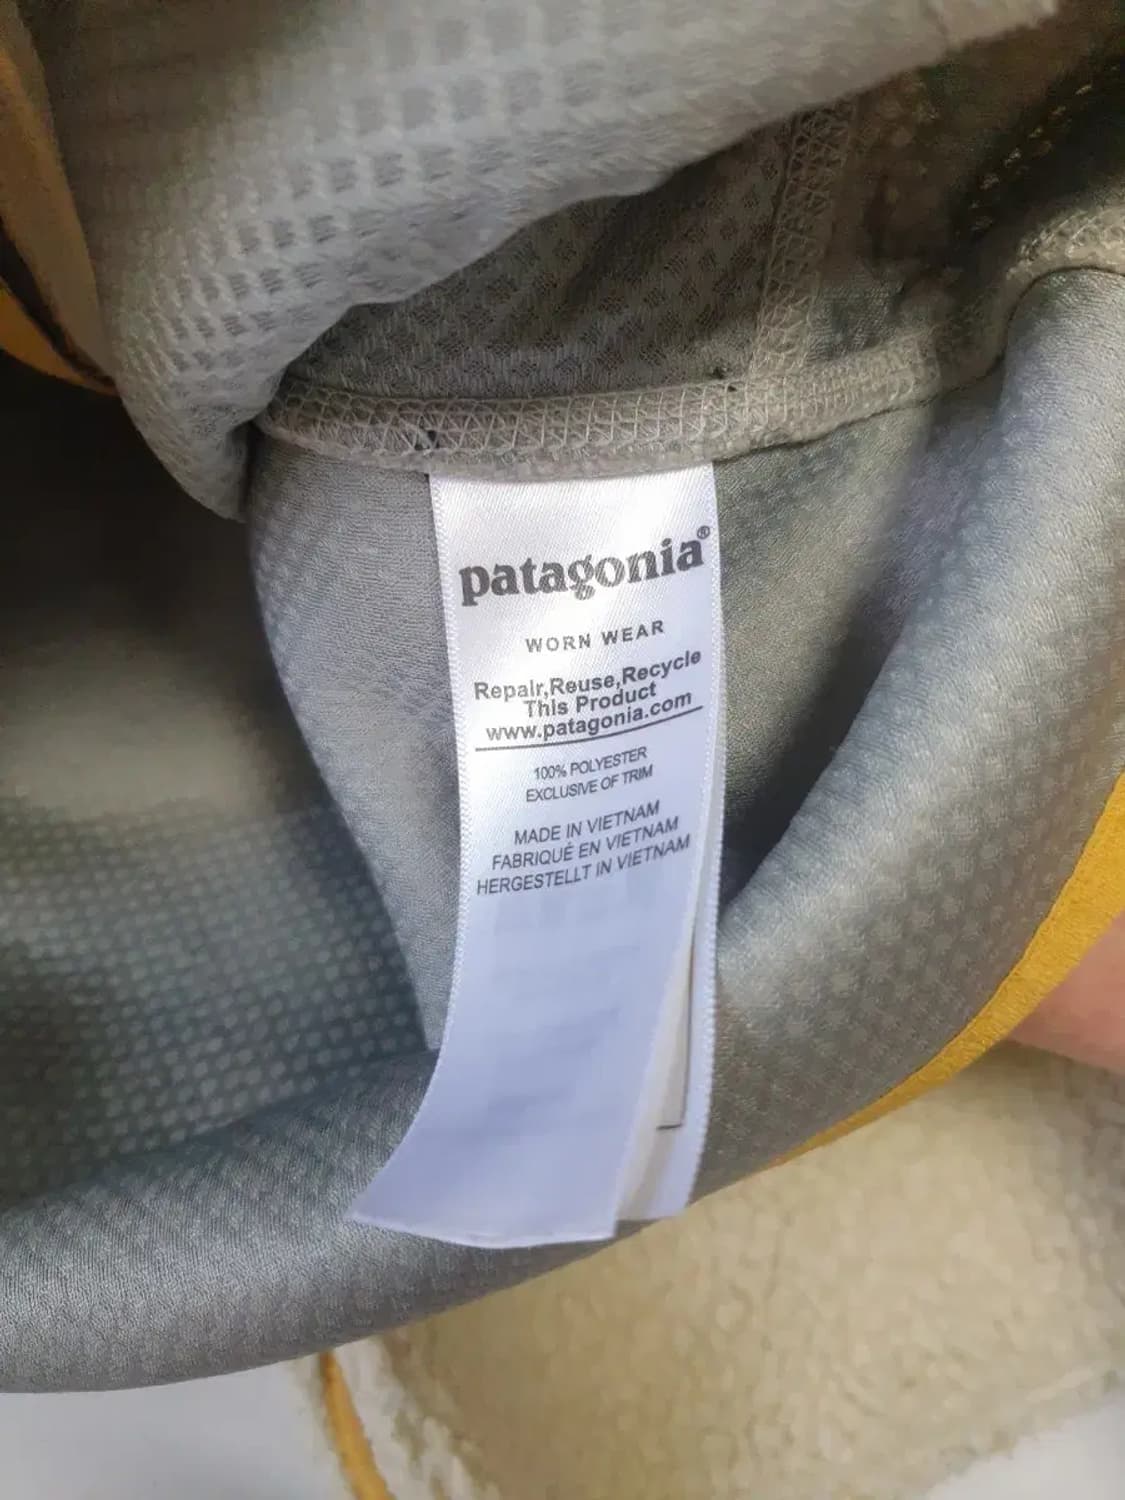 patagonia®
WORN WEAR
Repair,Reuse,Recycle
This Product
www.patagonia.com
100% POLYESTER
EXCLUSIVE OF TRIM
MADE IN VIETNAM
FABRIQUÉ EN VIETNAM
HERGESTELLT IN VIETNAM